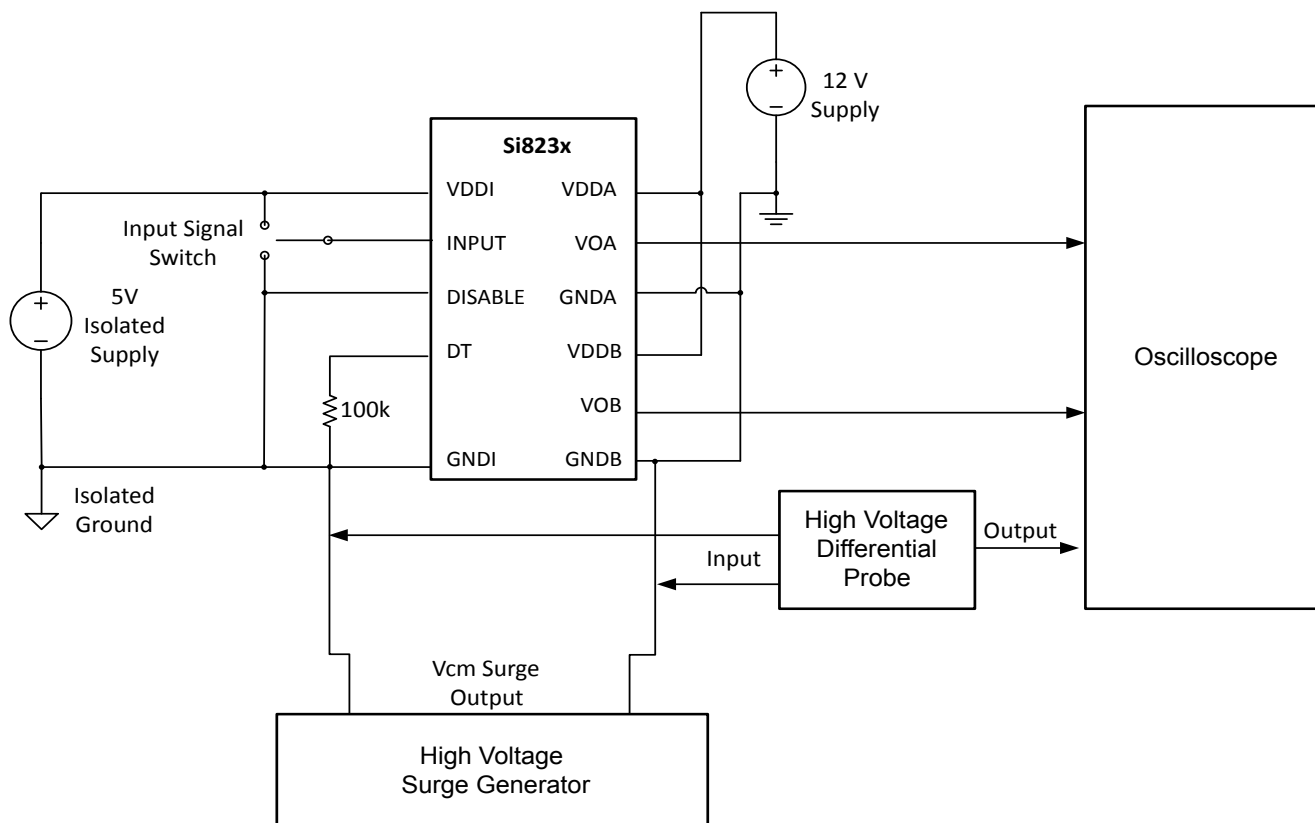 12 V
Supply
Si823x
VDDI
VDDA
Input Signal
Switch
INPUT
VOA
5V
Isolated
Supply
DISABLE
GNDA
DT
VDDB
Oscilloscope
100k
VOB
GNDI
GNDB
Isolated
Ground
High Voltage
Differential
Probe
Output
Input
Vcm Surge
Output
High Voltage
Surge Generator